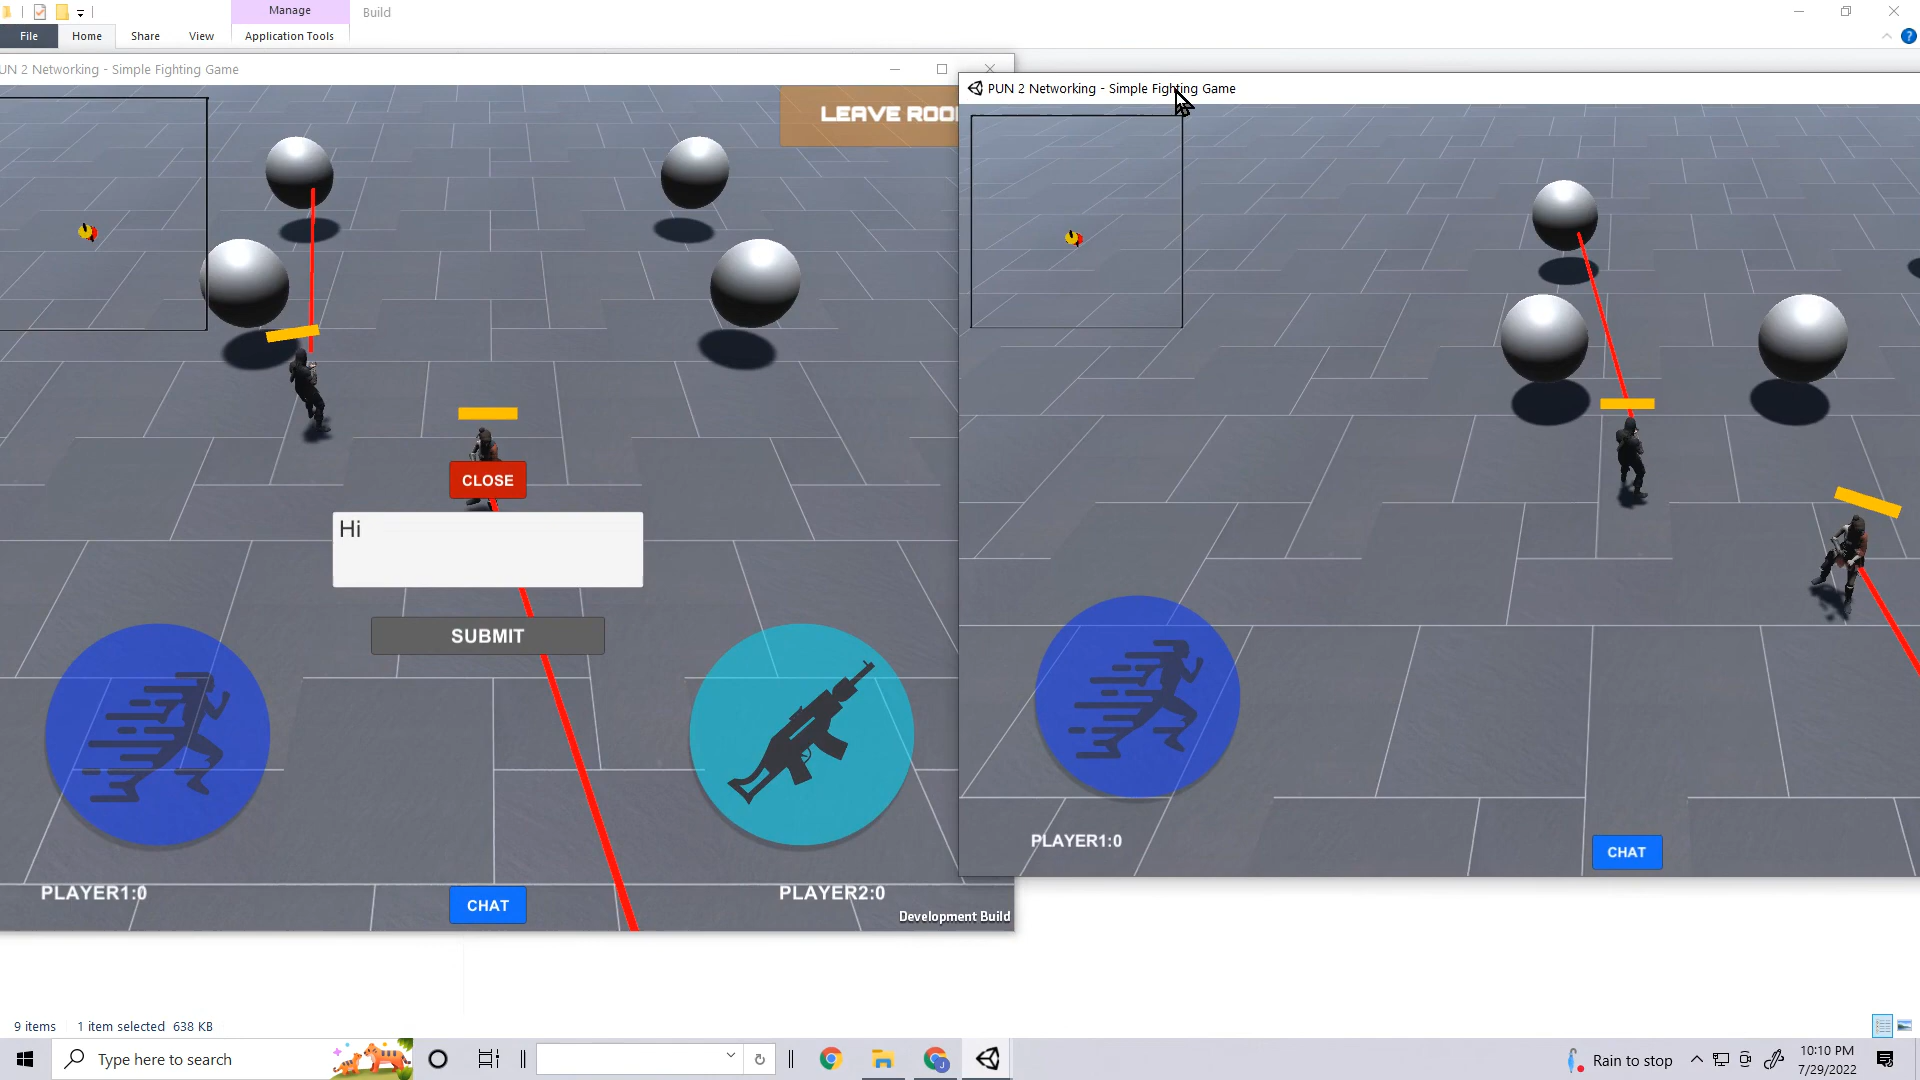 Manage
Build
File
Home
Share
View
Application Tools
UN 2 Networking - Simple Fighting Game
LEAVE ROO
CLOSE
Hi
SUBMIT
PLAYER1:0
CHAT
PLAYER2:0
Development Build
PUN 2 Networking - Simple Fighting Game
PLAYER1:0
CHAT
9 items
1 item selected 638 KB
Type here to search
J
Rain to stop
10:10 PM
7/29/2022